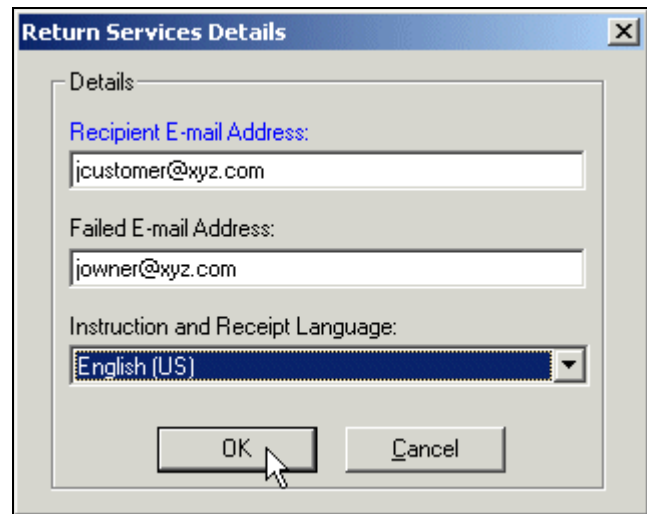 Return Services Details
Details
Recipient E-mail Address:
jcustomer@xyz.com
Failed E-mail Address:
jowner@xyz.com
Instruction and Receipt Language:
English (US)
OK
Cancel